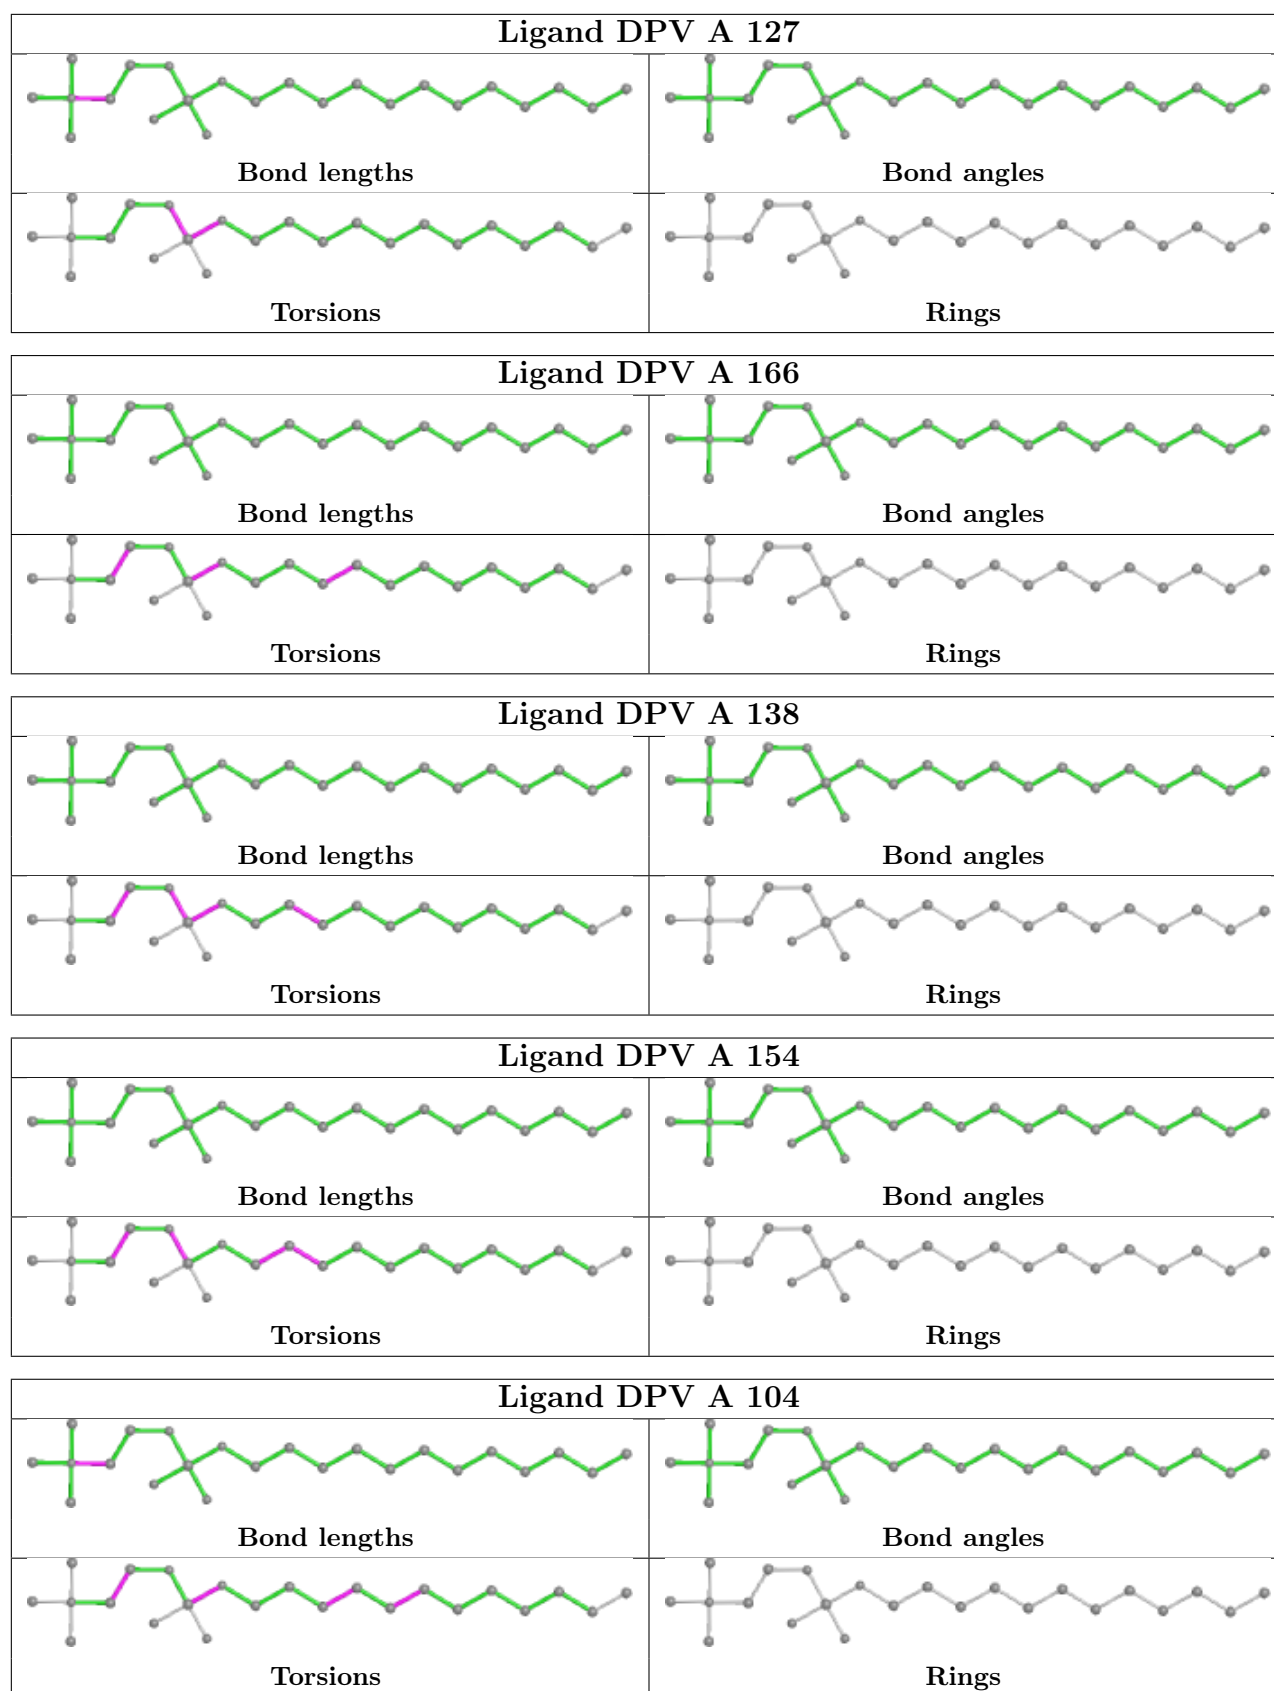 Ligand DPV A 127
Bond lengths Bond angles
Torsions Rings
Ligand DPV A 166
Bond lengths Bond angles
Torsions Rings
Ligand DPV A 138
Bond lengths Bond angles
Torsions Rings
Ligand DPV A 154
Bond lengths Bond angles
Torsions Rings
Ligand DPV A 104
Bond lengths Bond angles
Torsions Rings